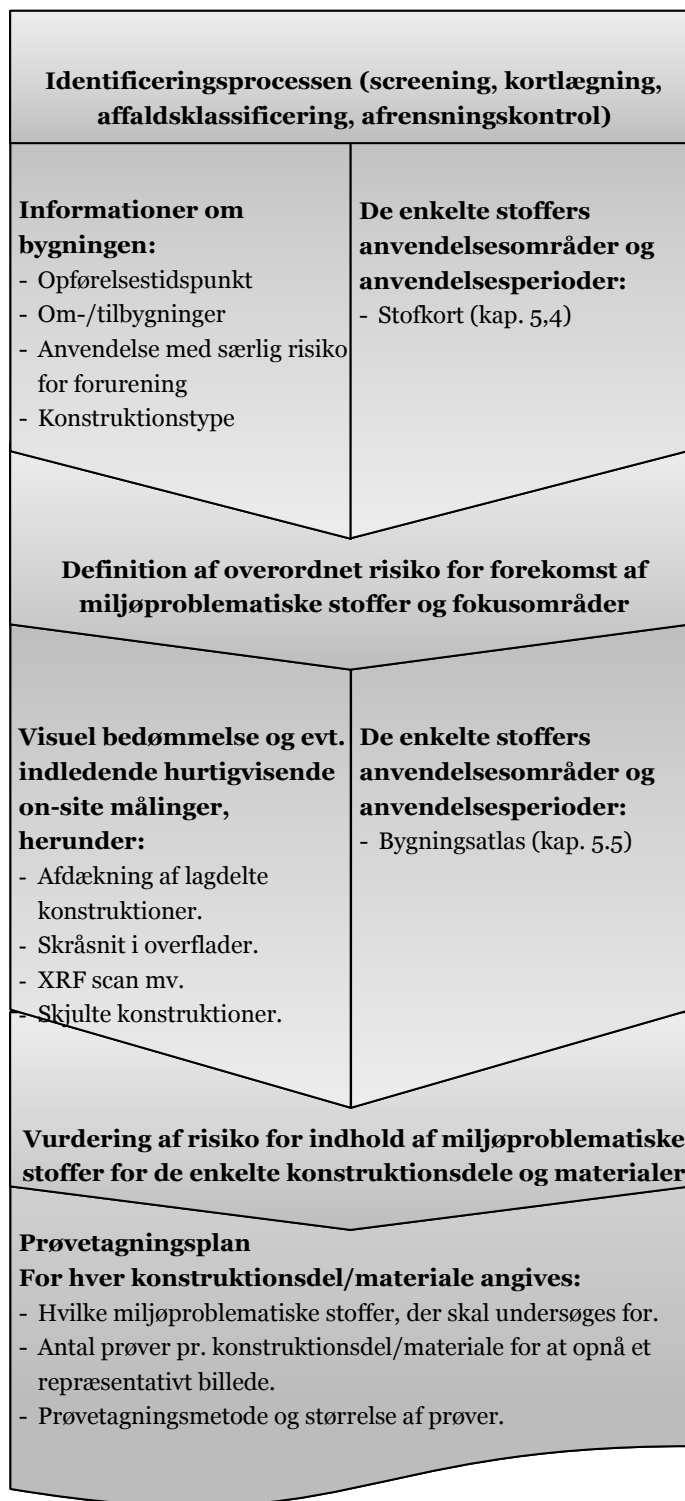 Identificeringsprocessen (screening, kortlægning,
affaldsklassificering, afrensningskontrol)
Informationer om
bygningen:
- Opførelsestidspunkt
- Om-/tilbygninger
- Anvendelse med særlig risiko
for forurening
- Konstruktionstype
De enkelte stoffers
anvendelsesområder og
anvendelsesperioder:
- Stofkort (kap. 5,4)
Definition af overordnet risiko for forekomst af
miljøproblematiske stoffer og fokusområder
Visuel bedømmelse og evt.
indledende hurtigvisende
on-site målinger,
herunder:
- Afdækning af lagdelte
konstruktioner.
- Skråsnit i overflader.
- XRF scan mv.
- Skjulte konstruktioner.
De enkelte stoffers
anvendelsesområder og
anvendelsesperioder:
- Bygningsatlas (kap. 5.5)
Vurdering af risiko for indhold af miljøproblematiske
stoffer for de enkelte konstruktionsdele og materialer
Prøvetagningsplan
For hver konstruktionsdel/materiale angives:
- Hvilke miljøproblematiske stoffer, der skal undersøges for.
- Antal prøver pr. konstruktionsdel/materiale for at opnå et
repræsentativt billede.
- Prøvetagningsmetode og størrelse af prøver.